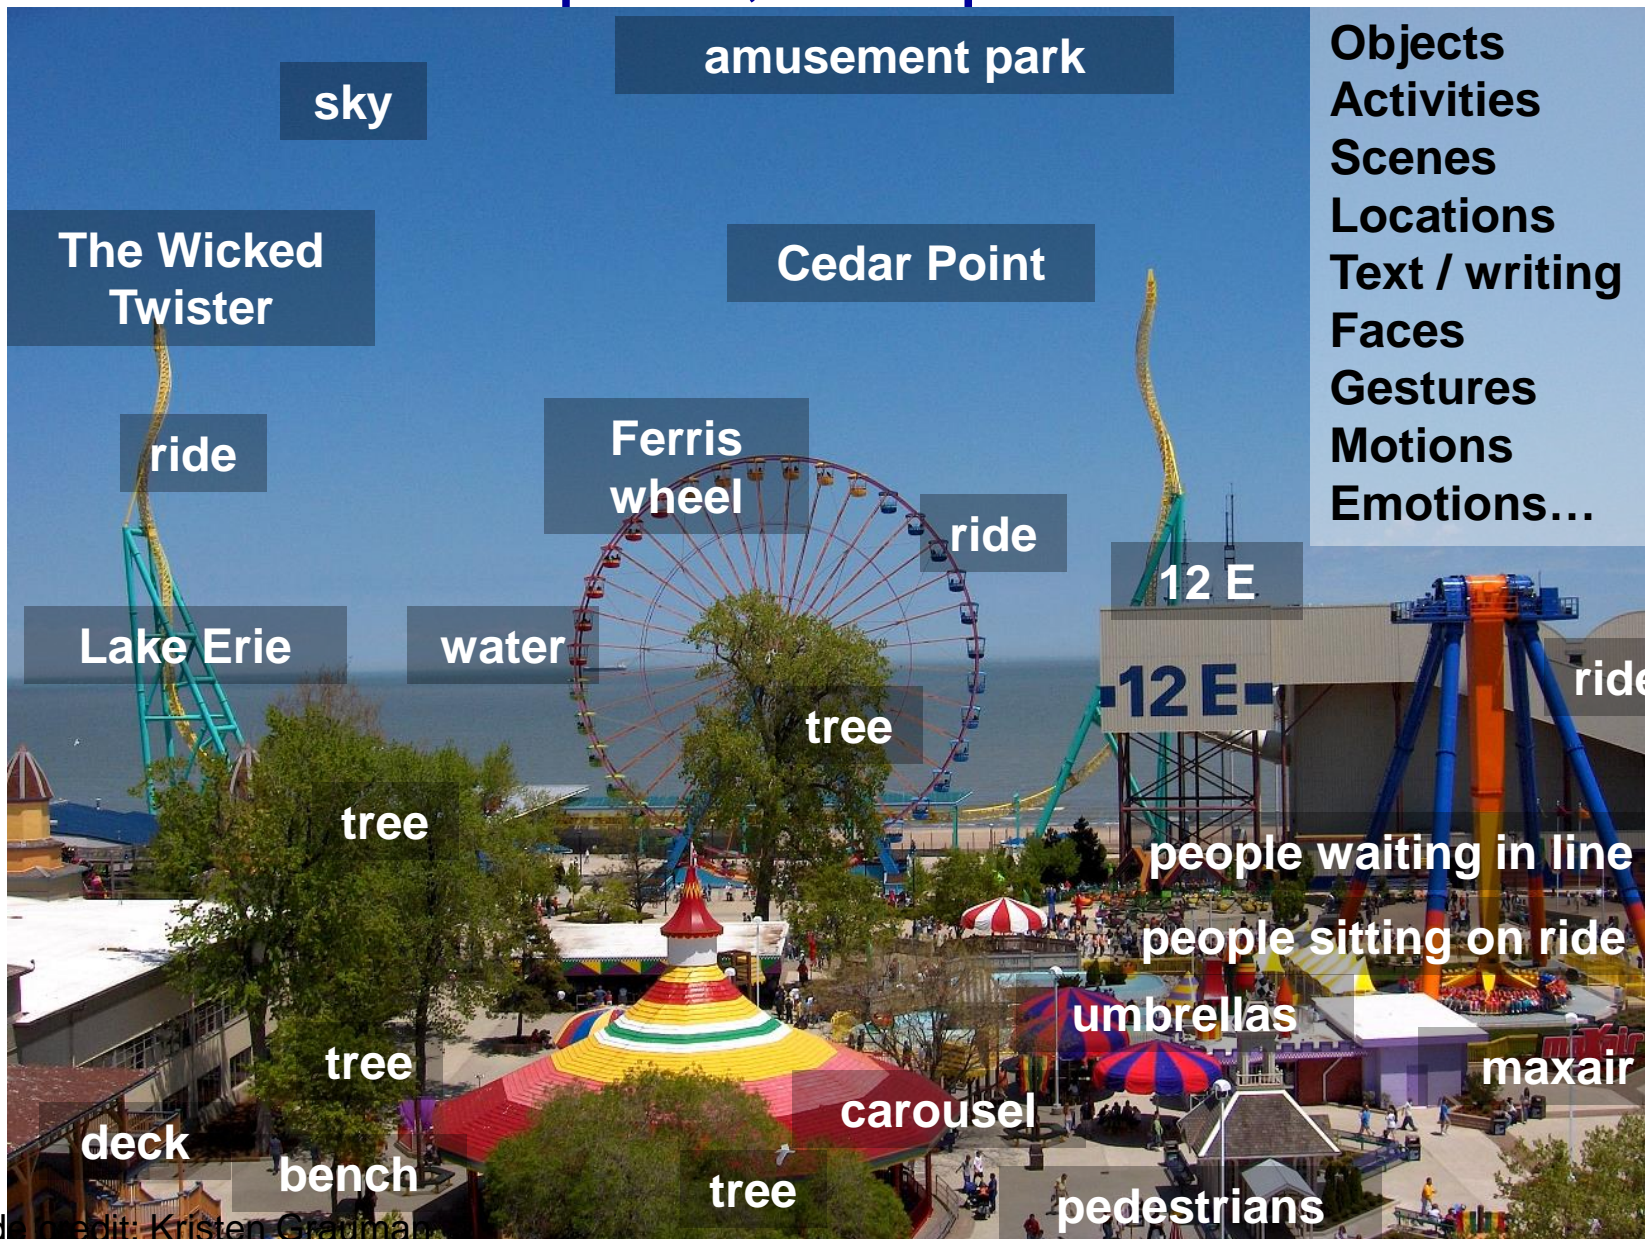 amusement park
sky
Objects
Activities
Scenes
Locations
Text / writing
Faces
Gestures
Motions
Emotions…
The Wicked
Twister
Cedar Point
ride
Ferris
wheel
ride
12 E
Lake Erie
water
12 E
ride
tree
tree
people waiting in line
people sitting on ride
umbrellas
maxair
maxair
tree
carousel
deck
bench
tree
pedestrians
credit: Kristen Grauman